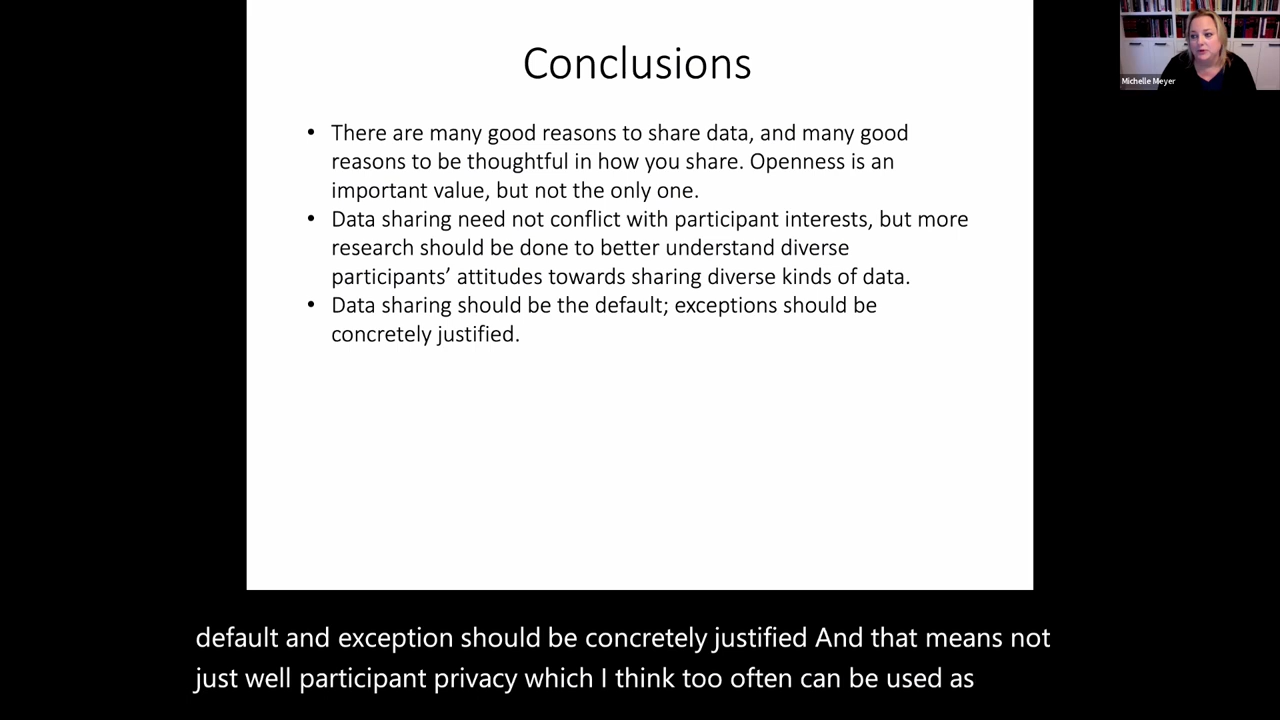 Conclusions
Michelle Meyer
• There are many good reasons to share data, and many good
reasons to be thoughtful in how you share. Openness is an
important value, but not the only one.
• Data sharing need not conflict with participant interests, but more
research should be done to better understand diverse
participants’ attitudes towards sharing diverse kinds of data.
• Data sharing should be the default; exceptions should be
concretely justified.
default and exception should be concretely justified And that means not
just well participant privacy which I think too often can be used as